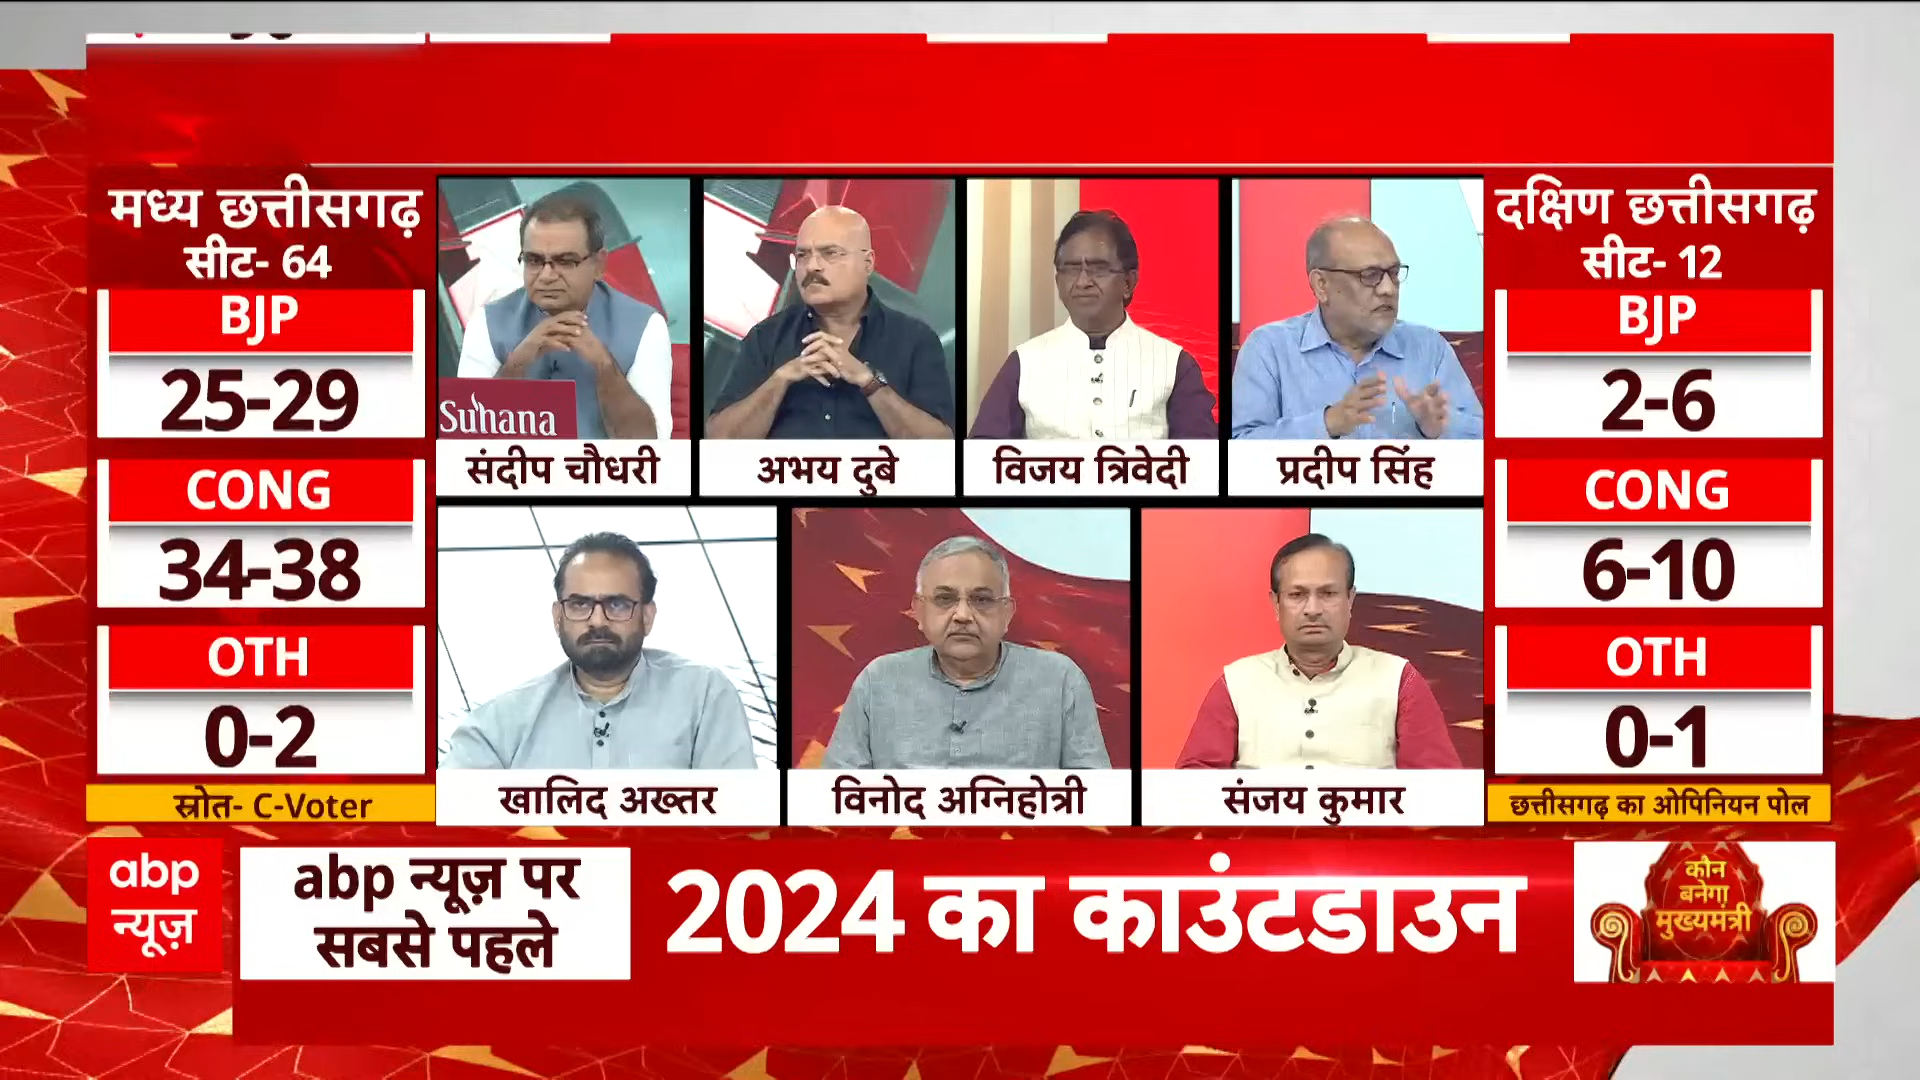 मध्य छत्तीसगढ़
सीट- 64
BJP
25-29
CONG
34-38
OTH
0-2
स्रोत- C-Voter
Suhana
संदीप चौधरी
अभय दुबे
विजय त्रिवेदी
प्रदीप सिंह
खालिद अख्तर
विनोद अग्निहोत्री
संजय कुमार
दक्षिण छत्तीसगढ़
सीट- 12
BJP
2-6
CONG
6-10
OTH
0-1
छत्तीसगढ़ का ओपिनियन पोल
abp
न्यूज़
abp न्यूज़ पर
सबसे पहले
2024 का काउंटडाउन
कौन
बनेगा
मुख्यमंत्री